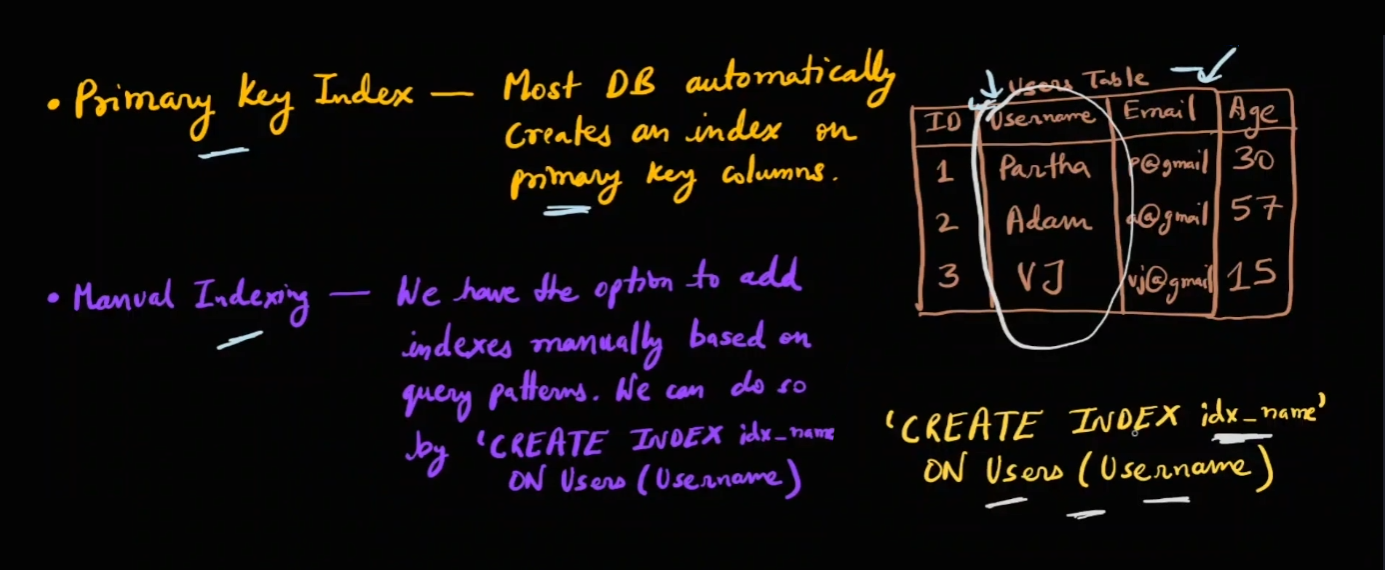 • Primary Key Index — Most DB automatically
creates an index on
primary key columns.
• Manual Indexing — We have the option to add
indexes manually based on
query patterns. We can do so
by 'CREATE INDEX idx_name
ON Users (Username)
Users Table
ID Username Email Age
1 Partha p@gmail 30
2 Adam a@gmail 57
3 VJ vj@gmail 15
'CREATE INDEX idx_name'
ON Users (Username)